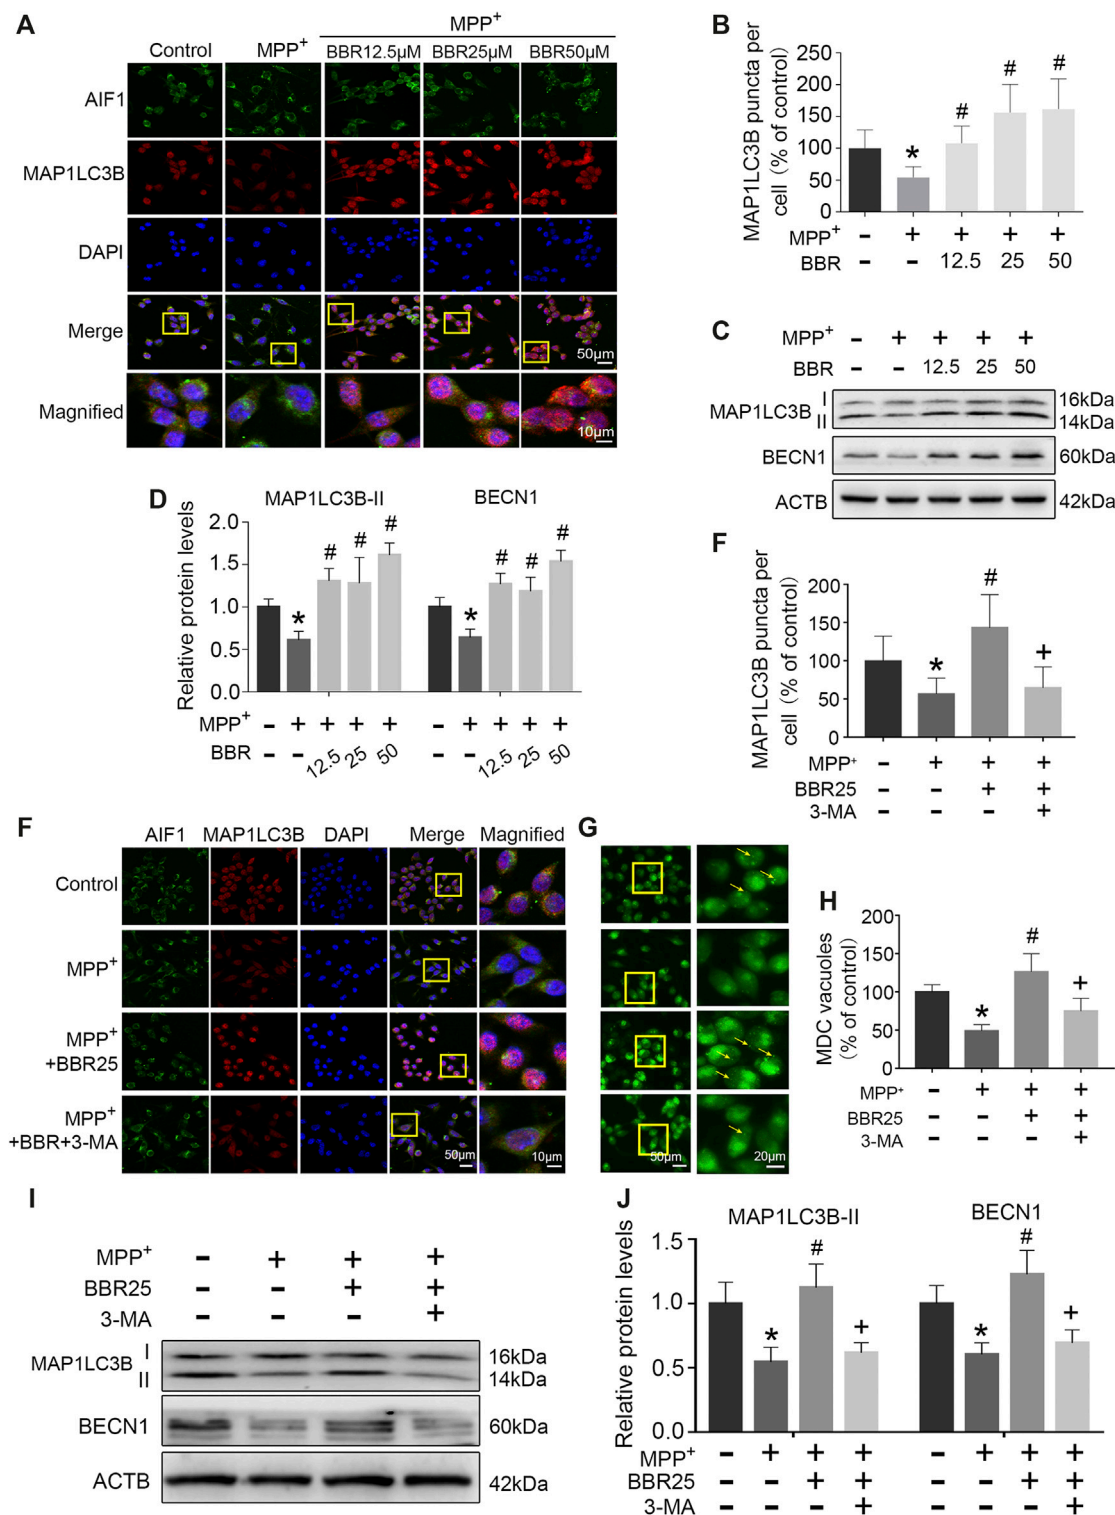 A
MPP+
Control MPP+ BBR12.5μM BBR25μM BBR50μM
AIF1
MAP1LC3B
DAPI
Merge
50μm
Magnified
10μm
B
MAP1LC3B puncta per
cell (% of control)
250
200
150
100
50
0
* # # #
MPP+ – + + + +
BBR – – 12.5 25 50
C
MPP+ – + + + +
BBR – – 12.5 25 50
MAP1LC3B I 16kDa
II 14kDa
BECN1 60kDa
ACTB 42kDa
D
MAP1LC3B-II BECN1
Relative protein levels
2.0
1.5
1.0
0.5
0.0
* # # # * # # #
MPP+ – + + + + – + + + +
BBR – – 12.5 25 50 – – 12.5 25 50
F
MAP1LC3B puncta per
cell (% of control)
200
150
100
50
0
* # +
MPP+ – + + +
BBR25 – – + +
3-MA – – – +
F
AIF1 MAP1LC3B DAPI Merge Magnified
Control
MPP+
MPP+
+BBR25
MPP+
+BBR+3-MA
50μm 10μm
G
50μm 20μm
H
MDC vacuoles
(% of control)
200
150
100
50
0
* # +
MPP+ – + + +
BBR25 – – + +
3-MA – – – +
I
MPP+ – + + +
BBR25 – – + +
3-MA – – – +
MAP1LC3B I 16kDa
II 14kDa
BECN1 60kDa
ACTB 42kDa
J
MAP1LC3B-II BECN1
Relative protein levels
1.5
1.0
0.5
0.0
* # + * # +
MPP+ – + + + – + + +
BBR25 – – + + – – + +
3-MA – – – + – – – +